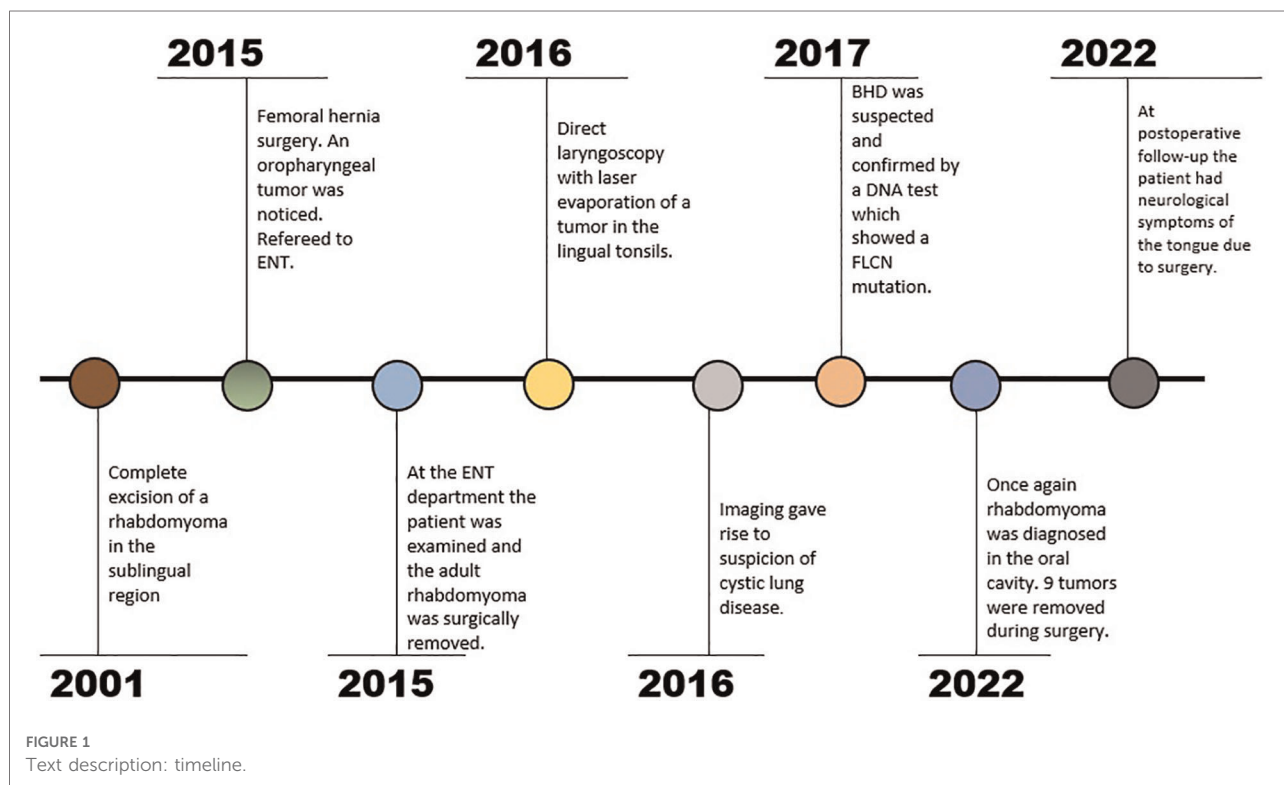 2015
Femoral hernia
surgery. An
oropharyngeal
tumor was
noticed.
Refereed to
ENT.
2016
Direct
laryngoscopy
with laser
evaporation of a
tumor in the
lingual tonsils.
2017
BHD was
suspected
and
confirmed by
a DNA test
which
showed a
FLCN
mutation.
2022
At
postoperative
follow-up the
patient had
neurological
symptoms of
the tongue due
to surgery.
Complete
excision of a
rhabdomyoma
in the
sublingual
region
2001
At the ENT
department the
patient was
examined and
the adult
rhabdomyoma
was surgically
removed.
2015
Imaging gave
rise to
suspicion of
cystic lung
disease.
2016
Once again
rhabdomyoma
was diagnosed
in the oral
cavity. 9 tumors
were removed
during surgery.
2022
FIGURE 1
Text description: timeline.